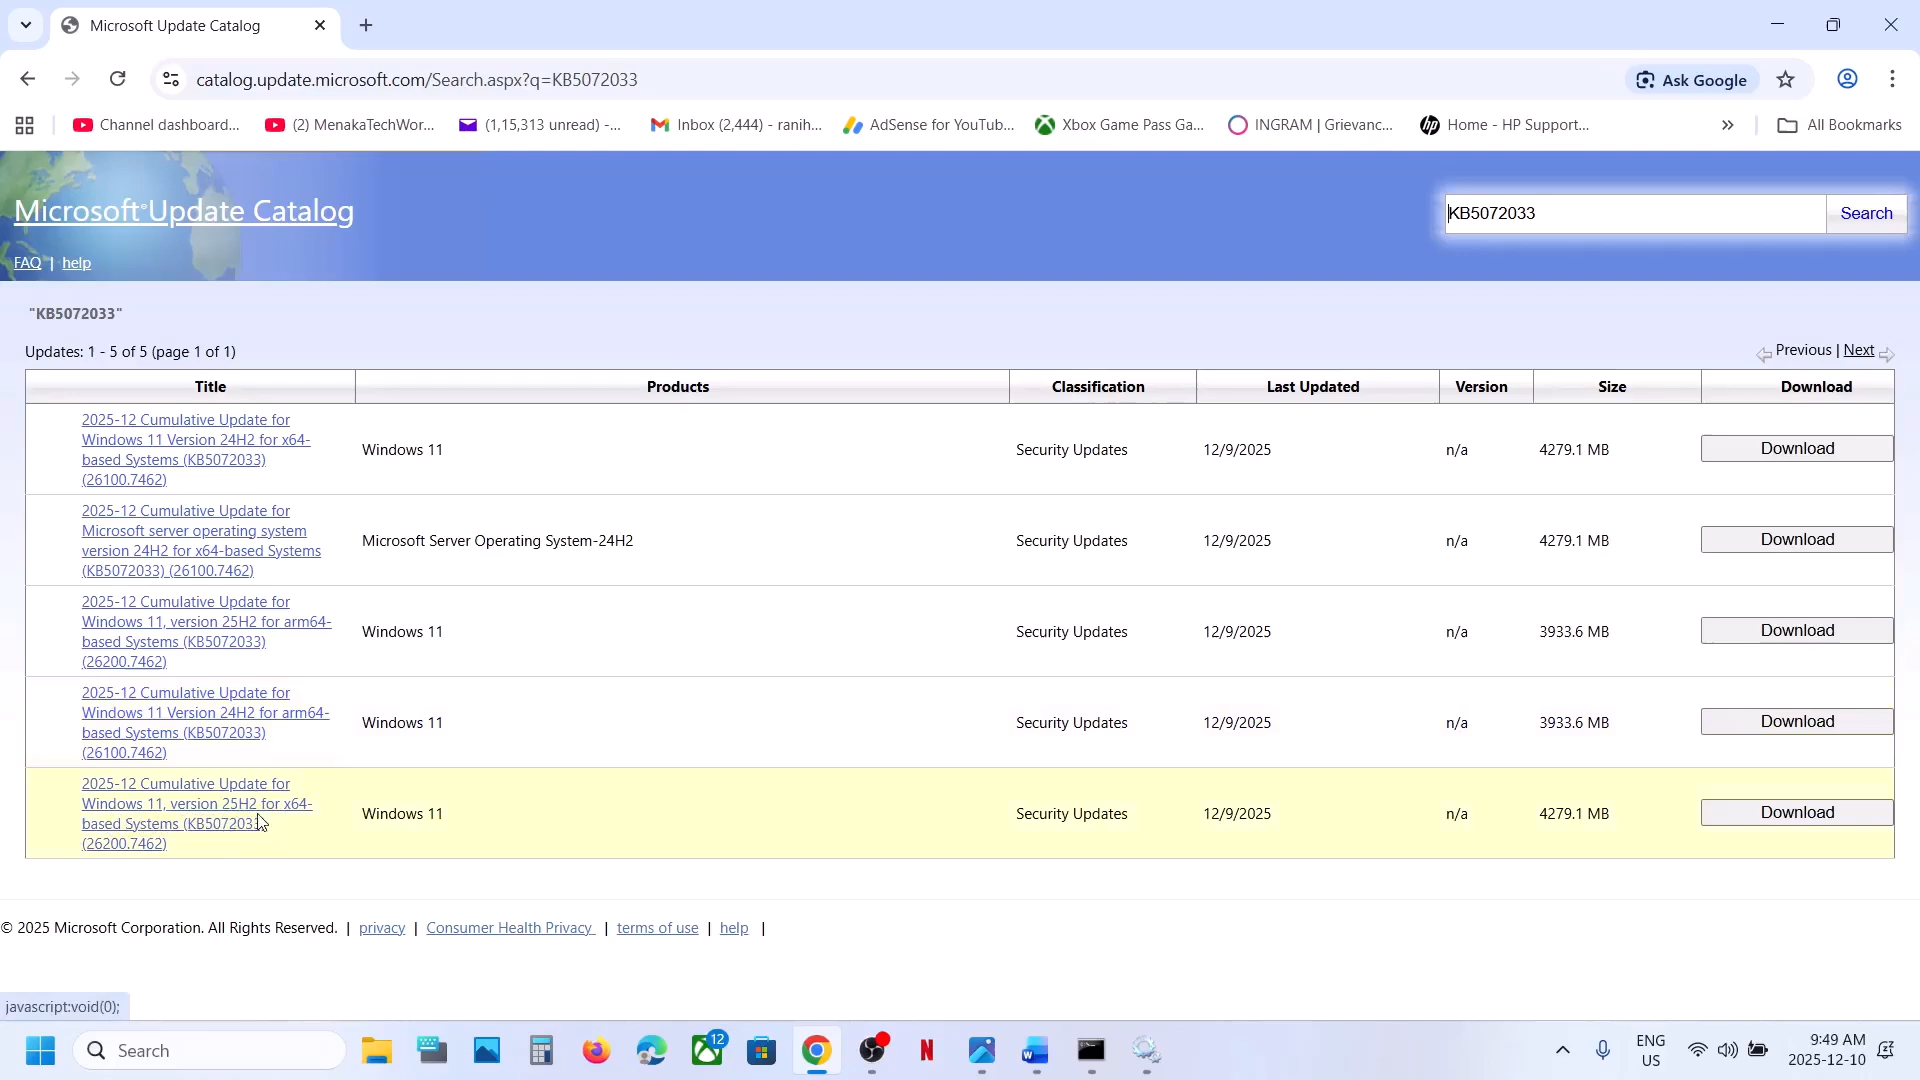 Microsoft Update Catalog
catalog.update.microsoft.com/Search.aspx?q=KB5072033
Ask Google
Channel dashboard...
(2) MenakaTechWor...
(1,15,313 unread) -...
Inbox (2,444) - ranih...
AdSense for YouTub...
Xbox Game Pass Ga...
INGRAM | Grievanc...
Home - HP Support...
»
All Bookmarks
Microsoft®Update Catalog
KB5072033
Search
FAQ | help
"KB5072033"
Updates: 1 - 5 of 5 (page 1 of 1)
Previous | Next
Title Products Classification Last Updated Version Size Download
2025-12 Cumulative Update for
Windows 11 Version 24H2 for x64-
based Systems (KB5072033)
(26100.7462)
Windows 11 Security Updates 12/9/2025 n/a 4279.1 MB Download
2025-12 Cumulative Update for
Microsoft server operating system
version 24H2 for x64-based Systems
(KB5072033) (26100.7462)
Microsoft Server Operating System-24H2 Security Updates 12/9/2025 n/a 4279.1 MB Download
2025-12 Cumulative Update for
Windows 11, version 25H2 for arm64-
based Systems (KB5072033)
(26200.7462)
Windows 11 Security Updates 12/9/2025 n/a 3933.6 MB Download
2025-12 Cumulative Update for
Windows 11 Version 24H2 for arm64-
based Systems (KB5072033)
(26100.7462)
Windows 11 Security Updates 12/9/2025 n/a 3933.6 MB Download
2025-12 Cumulative Update for
Windows 11, version 25H2 for x64-
based Systems (KB5072033)
(26200.7462)
Windows 11 Security Updates 12/9/2025 n/a 4279.1 MB Download
© 2025 Microsoft Corporation. All Rights Reserved. | privacy | Consumer Health Privacy | terms of use | help |
javascript:void(0);
Search
12
ENG
US
9:49 AM
2025-12-10